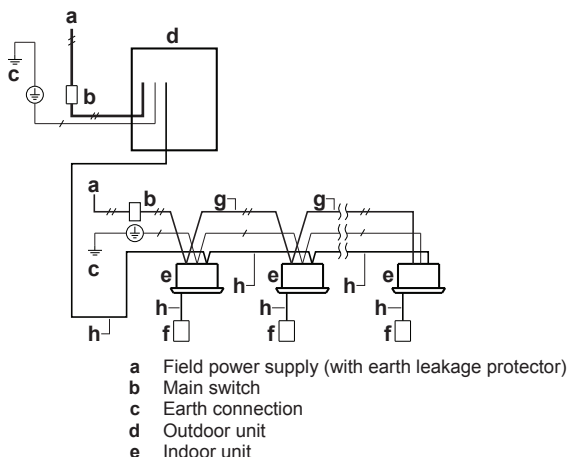 a
d
c
b
a
b
g
g
c
e
h
e
h
e
h
h
h
h
f
f
f
a Field power supply (with earth leakage protector)
b Main switch
c Earth connection
d Outdoor unit
e Indoor unit